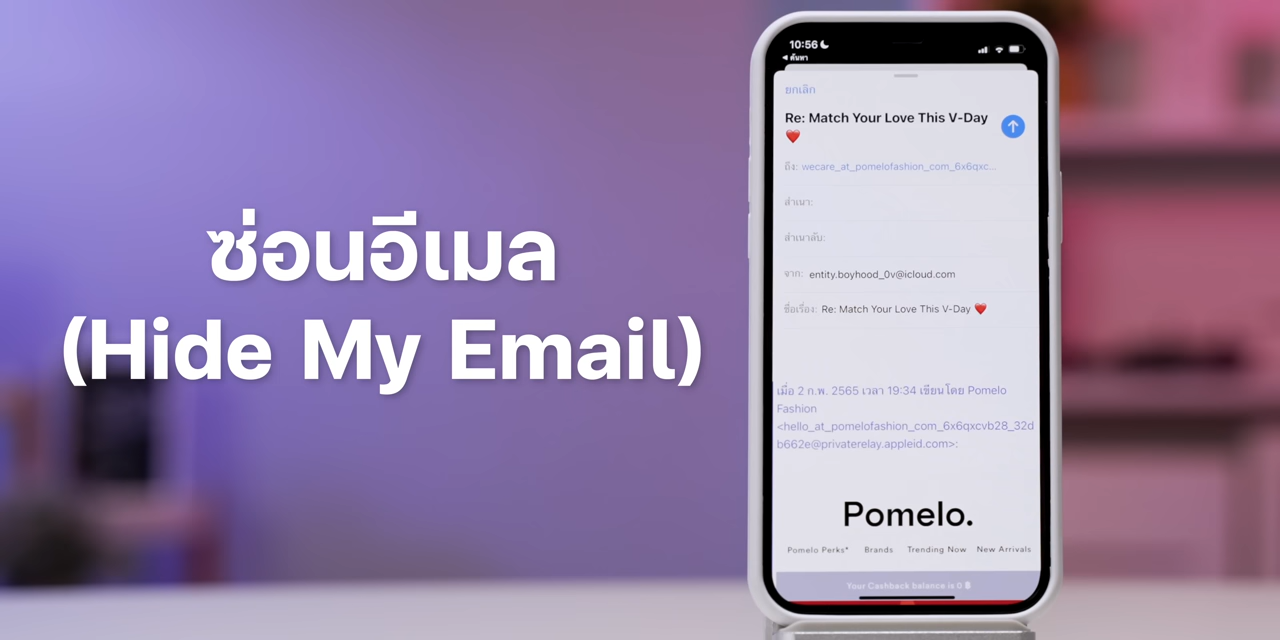 ซ่อนอีเมล
(Hide My Email)
10:56
◀ ค้นหา
ยกเลิก
Re: Match Your Love This V-Day
❤️
ถึง: wecare_at_pomelofashion_com_6x6qxc...
สำเนา:
สำเนาลับ:
จาก: entity.boyhood_0v@icloud.com
ชื่อเรื่อง: Re: Match Your Love This V-Day ❤️
เมื่อ 2 ก.พ. 2565 เวลา 19:34 เขียนโดย Pomelo
Fashion
<hello_at_pomelofashion_com_6x6qxcvb28_32d
b662e@privaterelay.appleid.com>:
Pomelo.
Pomelo Perks* Brands Trending Now New Arrivals
Your Cashback balance is 0 ฿